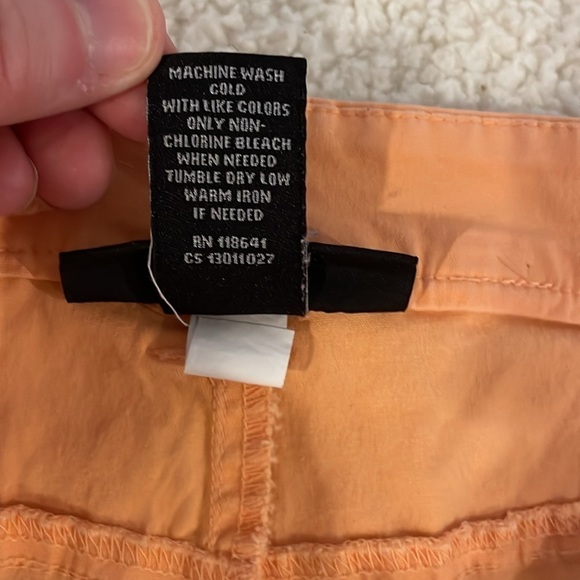 MACHINE WASH
COLD
WITH LIKE COLORS
ONLY NON-
CHLORINE BLEACH
WHEN NEEDED
TUMBLE DRY LOW
WARM IRON
IF NEEDED
RN 118641
CS 13011027